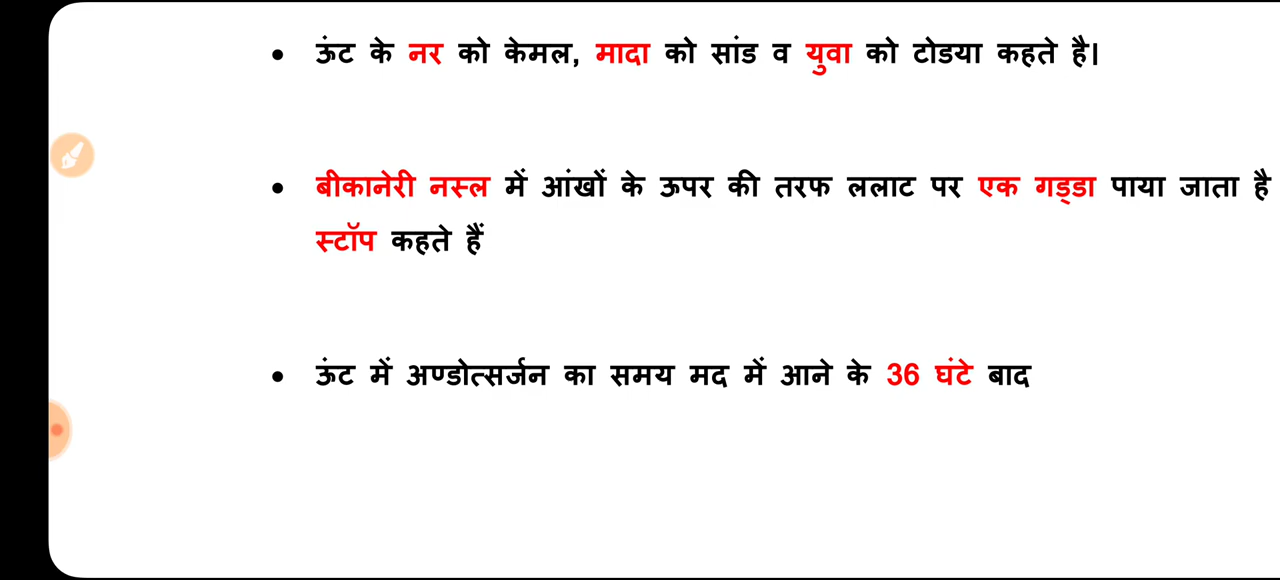 • ऊंट के नर को केमल, मादा को सांड व युवा को टोडया कहते है।
• बीकानेरी नस्ल में आंखों के ऊपर की तरफ ललाट पर एक गड्डा पाया जाता है
स्टॉप कहते हैं
• ऊंट में अण्डोत्सर्जन का समय मद में आने के 36 घंटे बाद